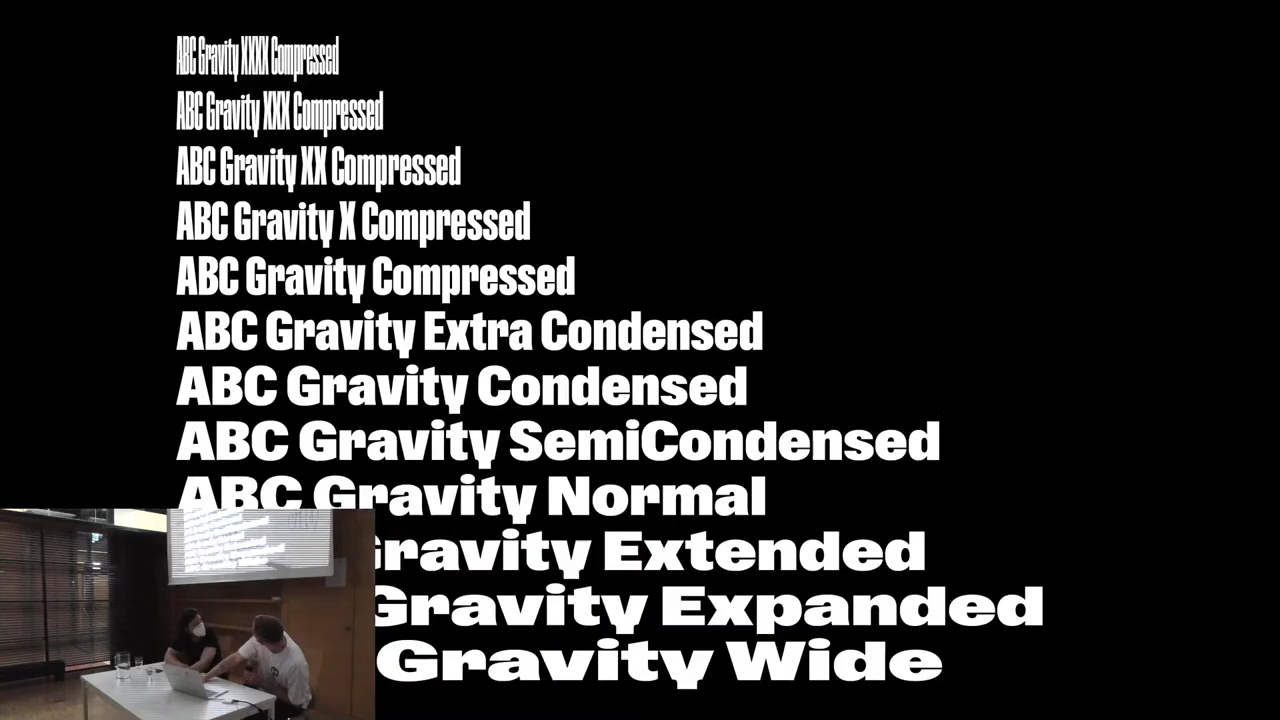 ABC Gravity XXXX Compressed
ABC Gravity XXX Compressed
ABC Gravity XX Compressed
ABC Gravity X Compressed
ABC Gravity Compressed
ABC Gravity Extra Condensed
ABC Gravity Condensed
ABC Gravity SemiCondensed
ABC Gravity Normal
Gravity Extended
Gravity Expanded
Gravity Wide